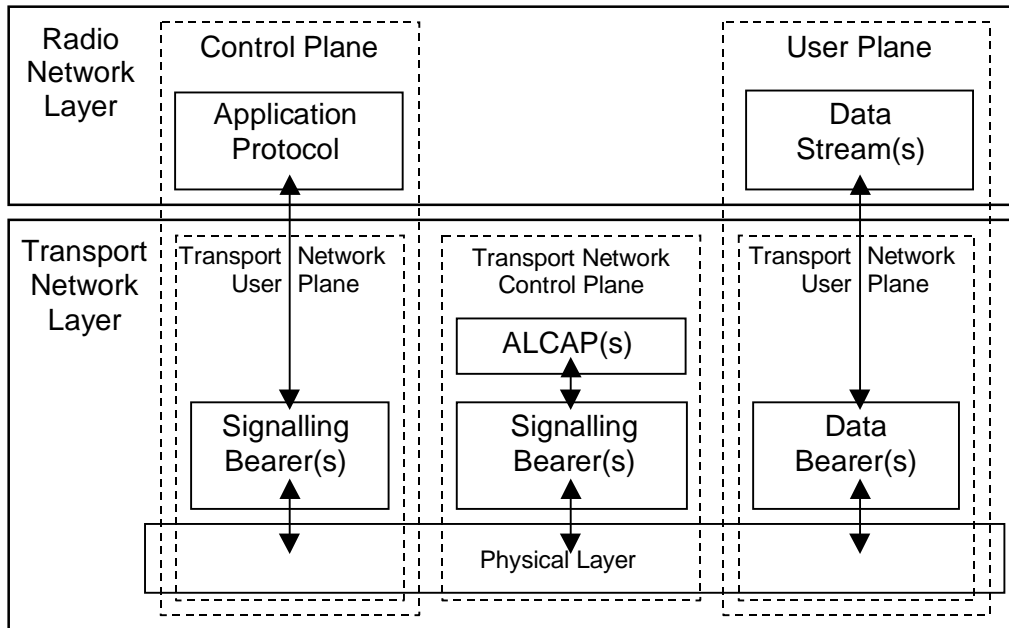 Radio
Network
Layer
Control Plane
Application
Protocol
User Plane
Data
Stream(s)
Transport
Network
Layer
Transport Network
User Plane
Signalling
Bearer(s)
Transport Network
Control Plane
ALCAP(s)
Signalling
Bearer(s)
Transport Network
User Plane
Data
Bearer(s)
Physical Layer